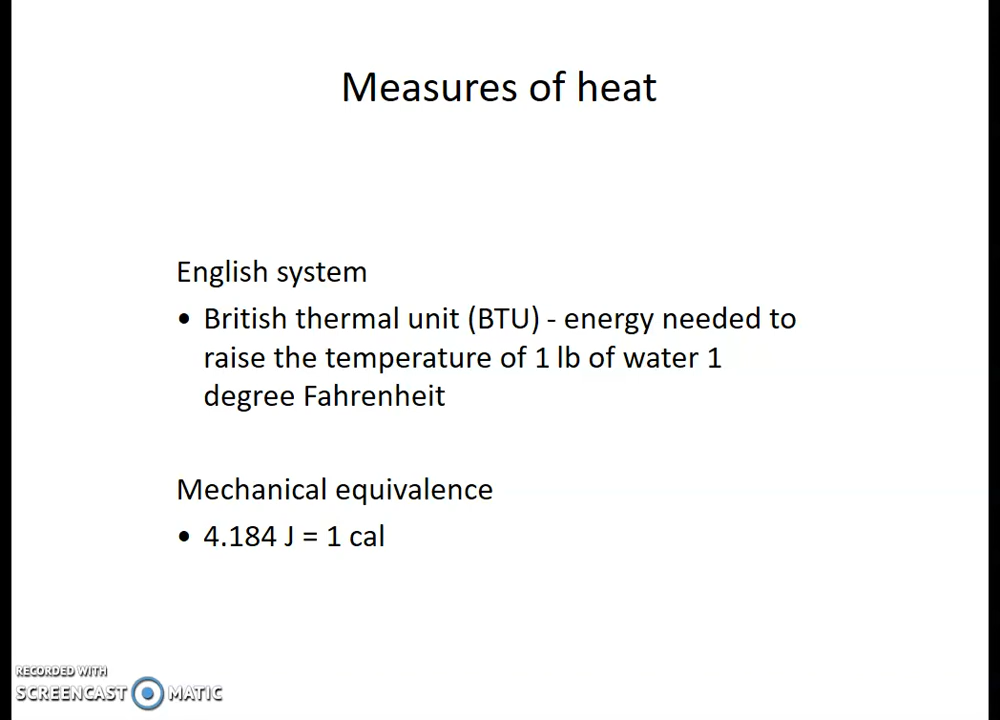 Measures of heat
English system
• British thermal unit (BTU) - energy needed to
raise the temperature of 1 lb of water 1
degree Fahrenheit
Mechanical equivalence
• 4.184 J = 1 cal
RECORDED WITH
SCREENCAST MATIC